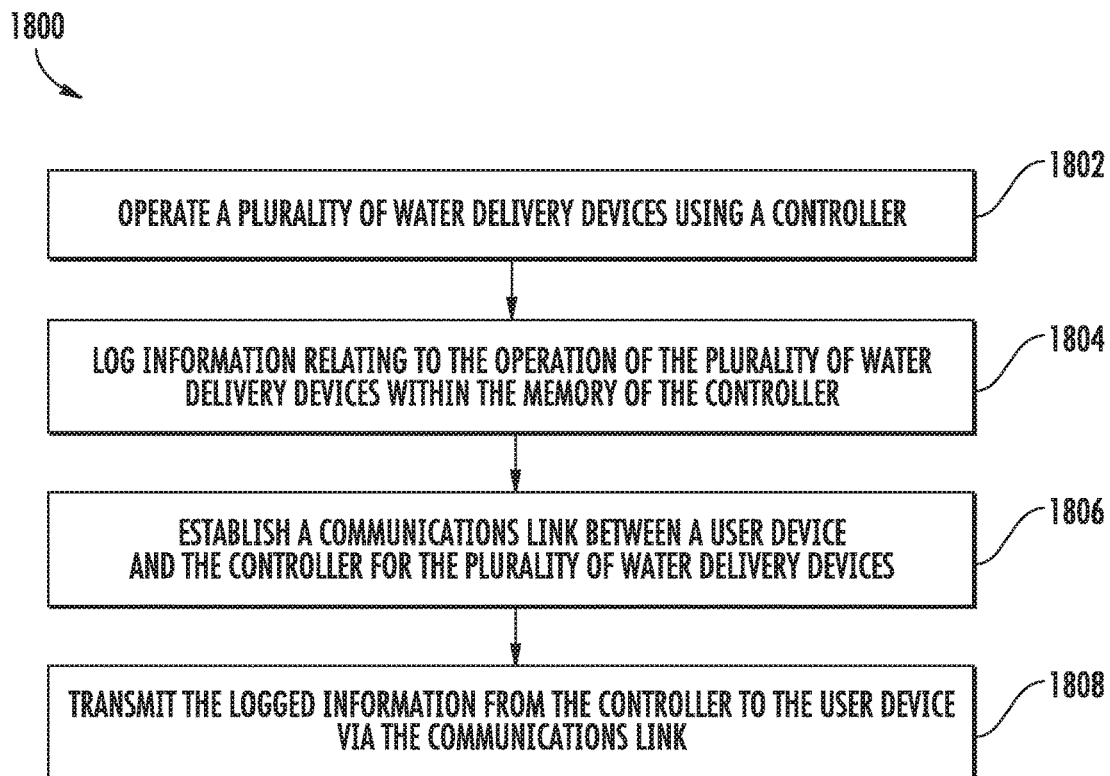 1800
1802
OPERATE A PLURALITY OF WATER DELIVERY DEVICES USING A CONTROLLER
1804
LOG INFORMATION RELATING TO THE OPERATION OF THE PLURALITY OF WATER
DELIVERY DEVICES WITHIN THE MEMORY OF THE CONTROLLER
1806
ESTABLISH A COMMUNICATIONS LINK BETWEEN A USER DEVICE
AND THE CONTROLLER FOR THE PLURALITY OF WATER DELIVERY DEVICES
1808
TRANSMIT THE LOGGED INFORMATION FROM THE CONTROLLER TO THE USER DEVICE
VIA THE COMMUNICATIONS LINK